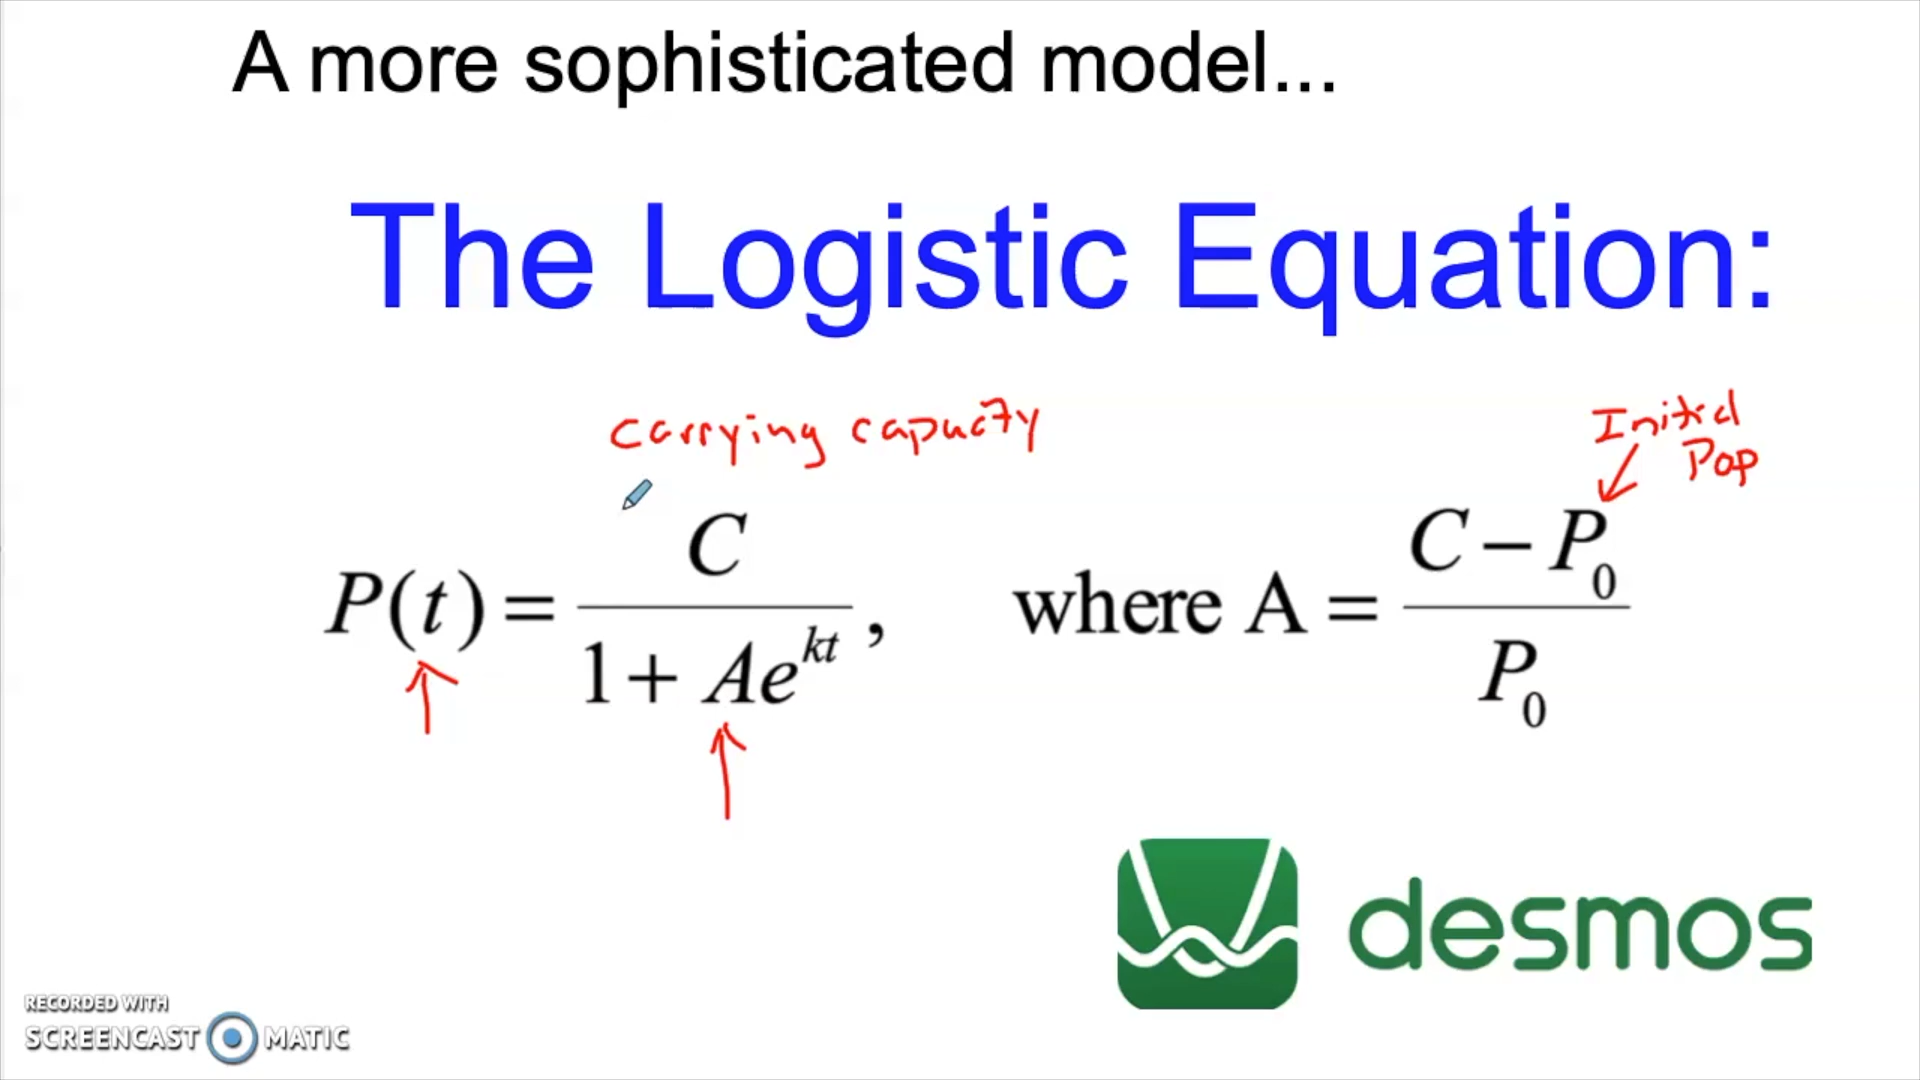 A more sophisticated model...
The Logistic Equation:
carrying capacity
Initial
Pop
P(t) = C / (1 + Ae^{kt}), where A = (C − P₀) / P₀
desmos
RECORDED WITH
SCREENCAST MATIC